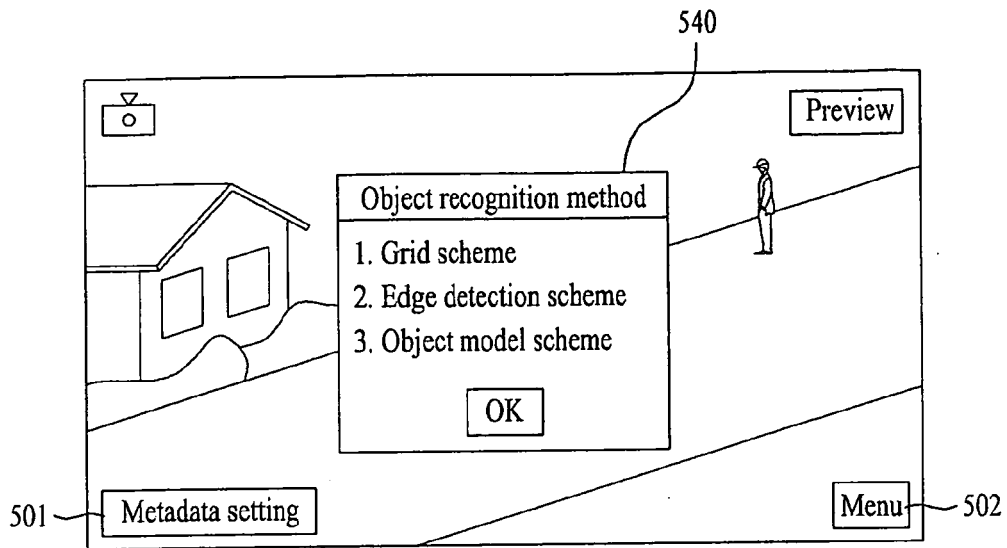 540
Preview
Object recognition method
1. Grid scheme
2. Edge detection scheme
3. Object model scheme
OK
501
Metadata setting
Menu
502